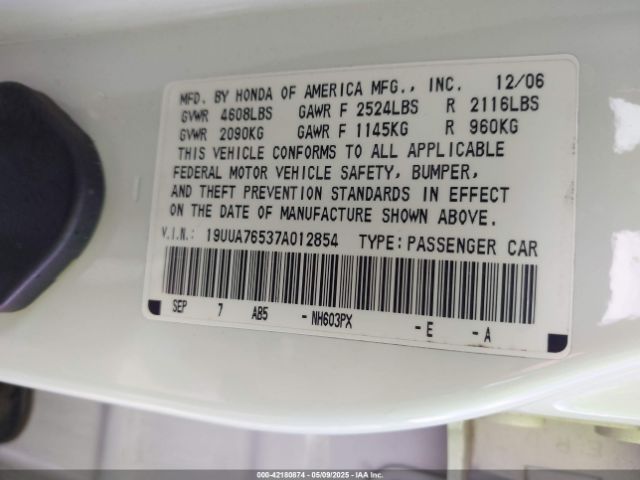 MFD. BY HONDA OF AMERICA MFG., INC. 12/06
GVWR 4608LBS GAWR F 2524LBS R 2116LBS
GVWR 2090KG GAWR F 1145KG R 960KG
THIS VEHICLE CONFORMS TO ALL APPLICABLE
FEDERAL MOTOR VEHICLE SAFETY, BUMPER,
AND THEFT PREVENTION STANDARDS IN EFFECT
ON THE DATE OF MANUFACTURE SHOWN ABOVE.
V.I.N.: 19UUA76537A012854 TYPE: PASSENGER CAR
SEP 7 AB5 -NH603PX -E -A
000-42180874 05/09/2025 IAA, Inc.